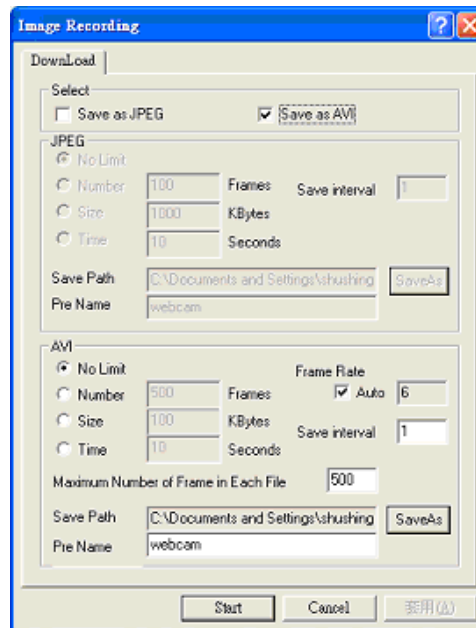 Image Recording
DownLoad
Select
Save as JPEG
Save as AVI
JPEG
No Limit
Number 100 Frames Save interval 1
Size 1000 KBytes
Time 10 Seconds
Save Path C:\Documents and Settings\shushing SaveAs
Pre Name webcam
AVI
No Limit Frame Rate
Number 500 Frames Auto 6
Size 100 KBytes
Save interval 1
Time 10 Seconds
Maximum Number of Frame in Each File 500
Save Path C:\Documents and Settings\shushing SaveAs
Pre Name webcam
Start Cancel 套用(A)